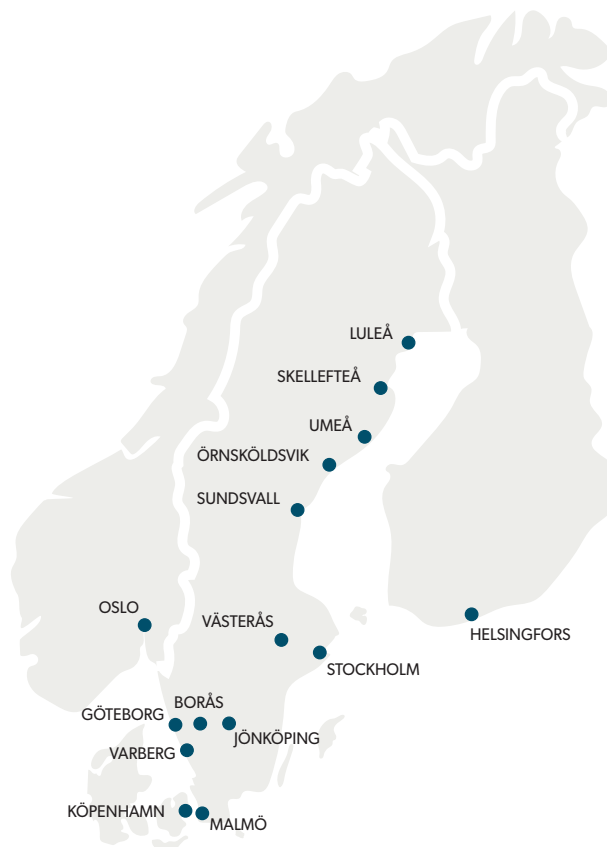 LULEÅ
SKELLEFTEÅ
UMEÅ
ÖRNSKÖLDSVIK
SUNDSVALL
OSLO
VÄSTERÅS
HELSINGFORS
STOCKHOLM
BORÅS
GÖTEBORG
JÖNKÖPING
VARBERG
KÖPENHAMN
MALMÖ